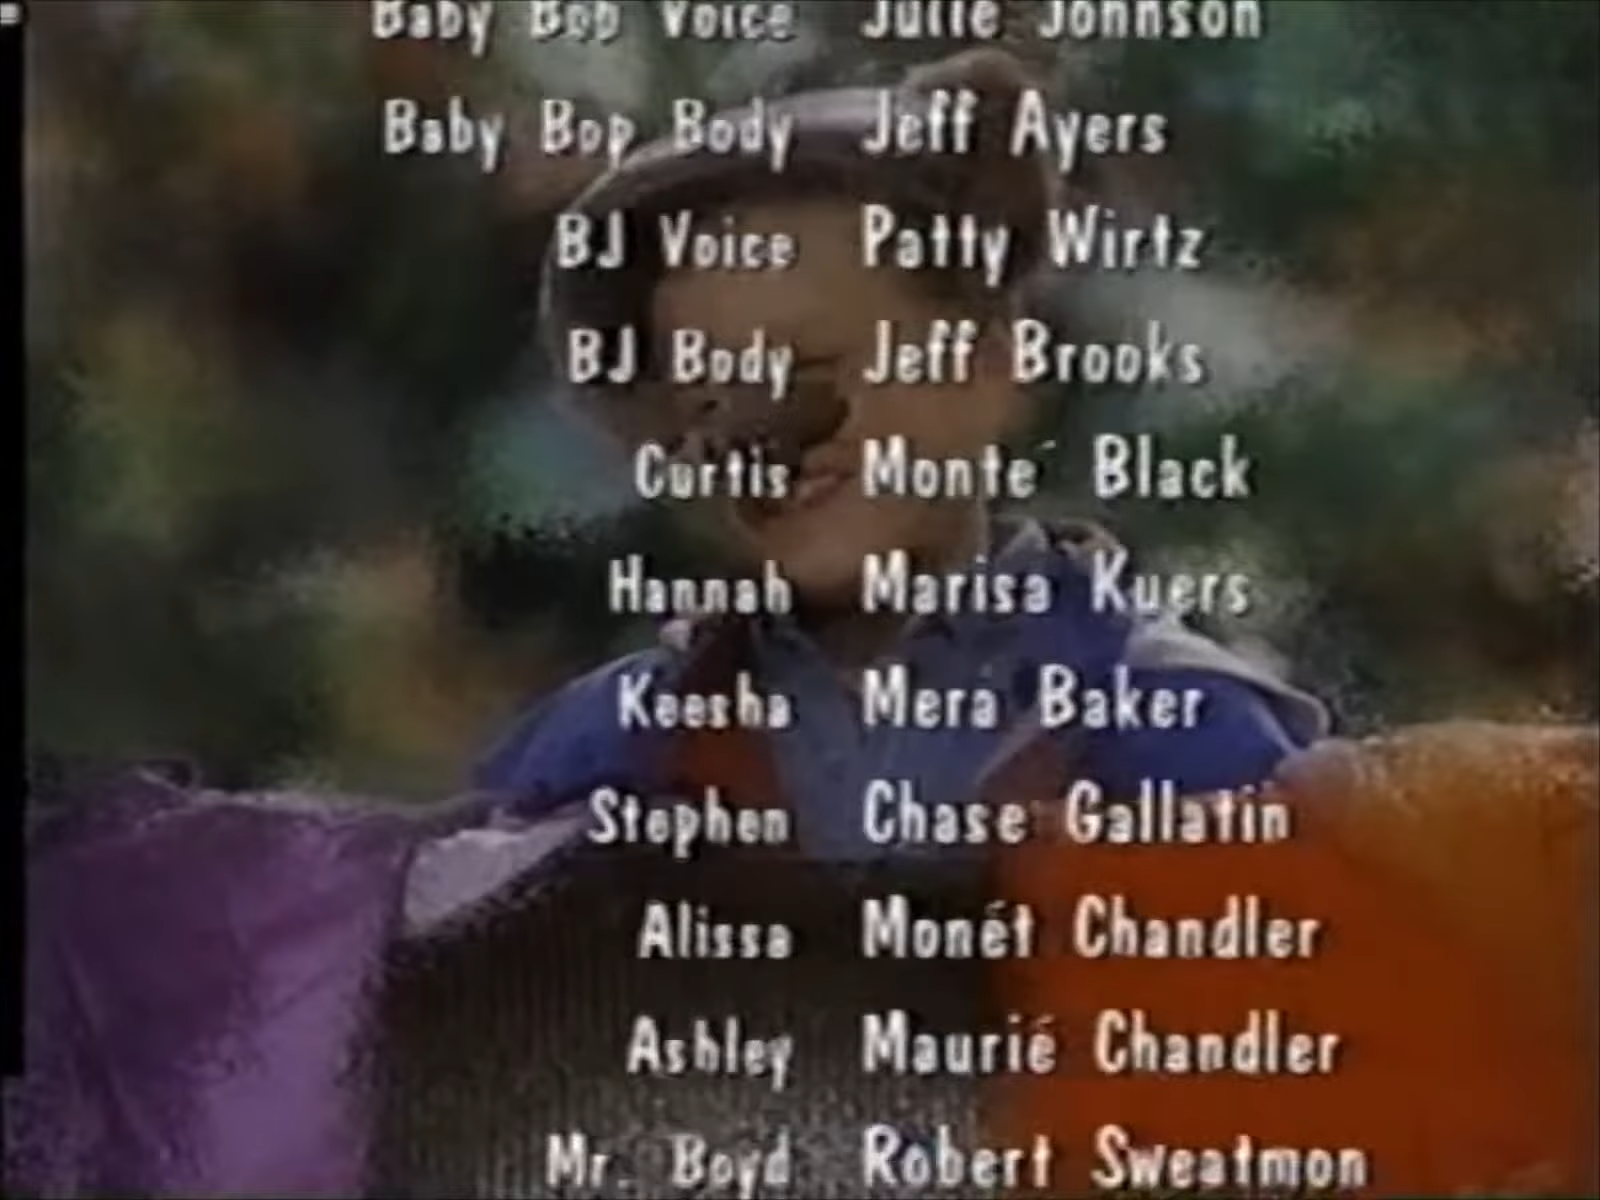 Baby Bop Voice Julie Johnson
Baby Bop Body Jeff Ayers
BJ Voice Patty Wirtz
BJ Body Jeff Brooks
Curtis Monte´ Black
Hannah Marisa Kuers
Keesha Mera Baker
Stephen Chase Gallatin
Alissa Monét Chandler
Ashley Maurié Chandler
Mr. Boyd Robert Sweatmon